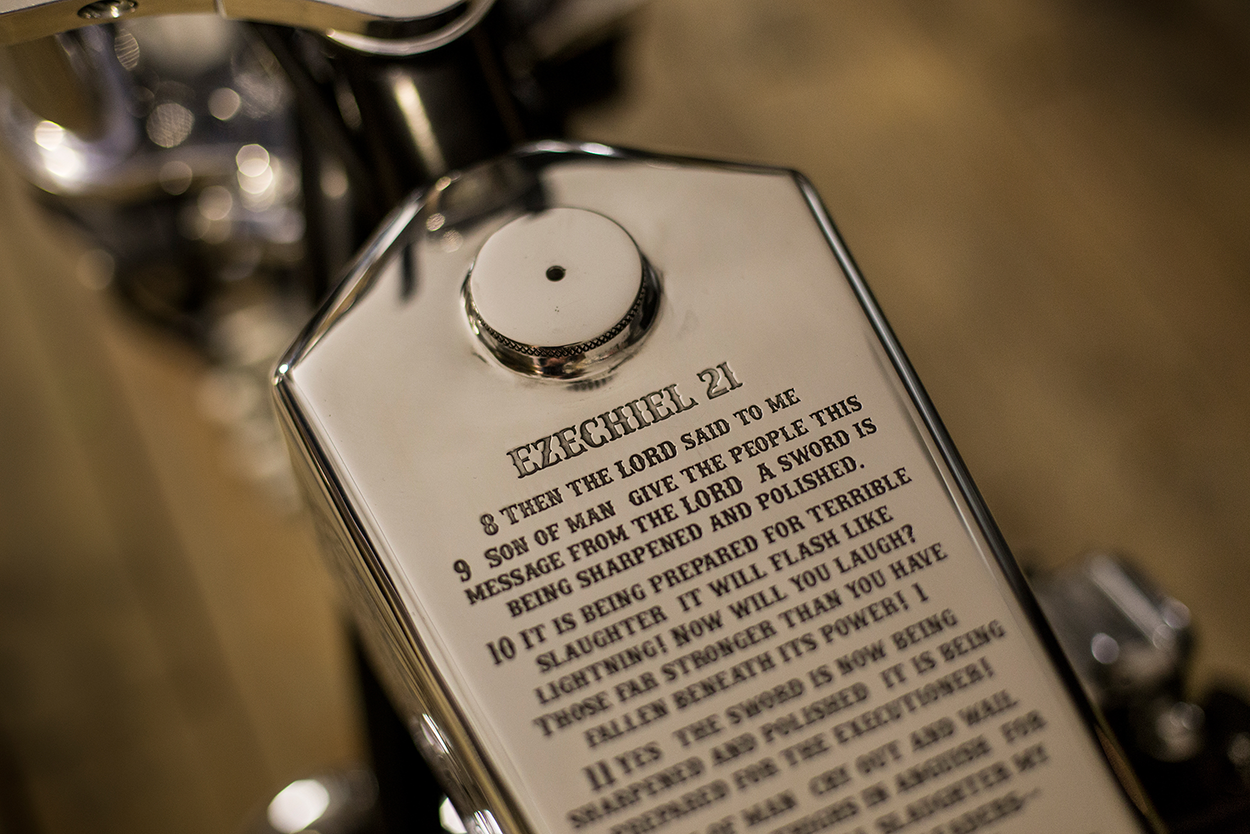 EZECHIEL 21
8 THEN THE LORD SAID TO ME
9 SON OF MAN GIVE THE PEOPLE THIS
MESSAGE FROM THE LORD A SWORD IS
BEING SHARPENED AND POLISHED.
10 IT IS BEING PREPARED FOR TERRIBLE
SLAUGHTER IT WILL FLASH LIKE
LIGHTNING! NOW WILL YOU LAUGH?
THOSE FAR STRONGER THAN YOU HAVE
FALLEN BENEATH ITS POWER! 1
11 YES THE SWORD IS NOW BEING
SHARPENED AND POLISHED IT IS BEING
PREPARED FOR THE EXECUTIONER!
OF MAN CRY OUT AND WAIL
THIGHS IN ANGUISH FOR
SLAUGHTER MY